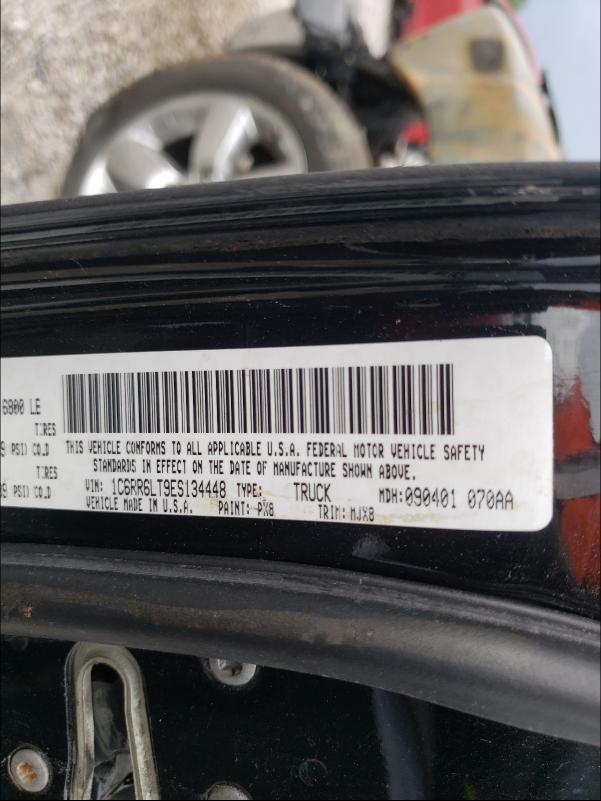 6800 LE
TIRES
PSI) CO.D
LE
TIRES
PSI) CO.D
THIS VEHICLE CONFORMS TO ALL APPLICABLE U.S.A. FEDERAL MOTOR VEHICLE SAFETY
STANDARDS IN EFFECT ON THE DATE OF MANUFACTURE SHOWN ABOVE.
VIN: 1C6RR6LT9ES134448 TYPE: TRUCK MDH:090401 070AA
VEHICLE MADE IN U.S.A. PAINT: PX8 TRIM: MJX8